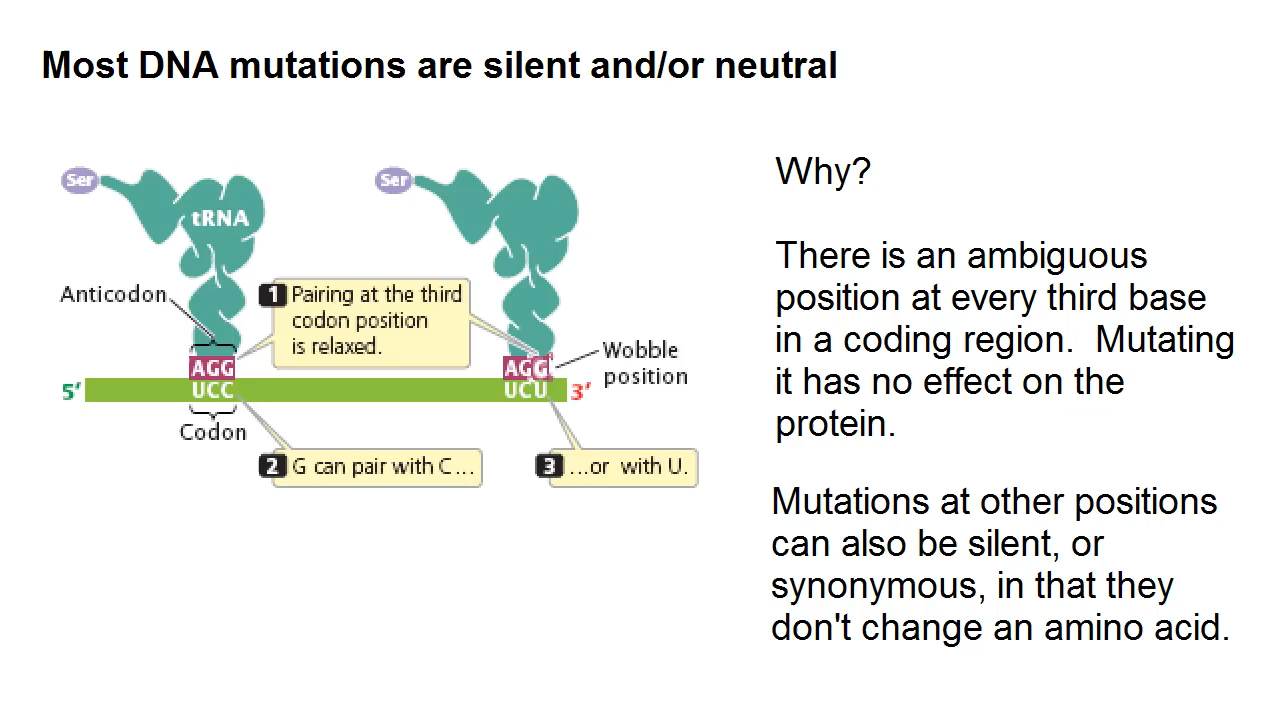 Most DNA mutations are silent and/or neutral
Ser
tRNA
Ser
Anticodon
1 Pairing at the third
codon position
is relaxed.
AGG
UCC
Codon
5'
AGG
UCU
3'
Wobble
position
2 G can pair with C...
3 ...or with U.
Why?
There is an ambiguous
position at every third base
in a coding region. Mutating
it has no effect on the
protein.
Mutations at other positions
can also be silent, or
synonymous, in that they
don't change an amino acid.